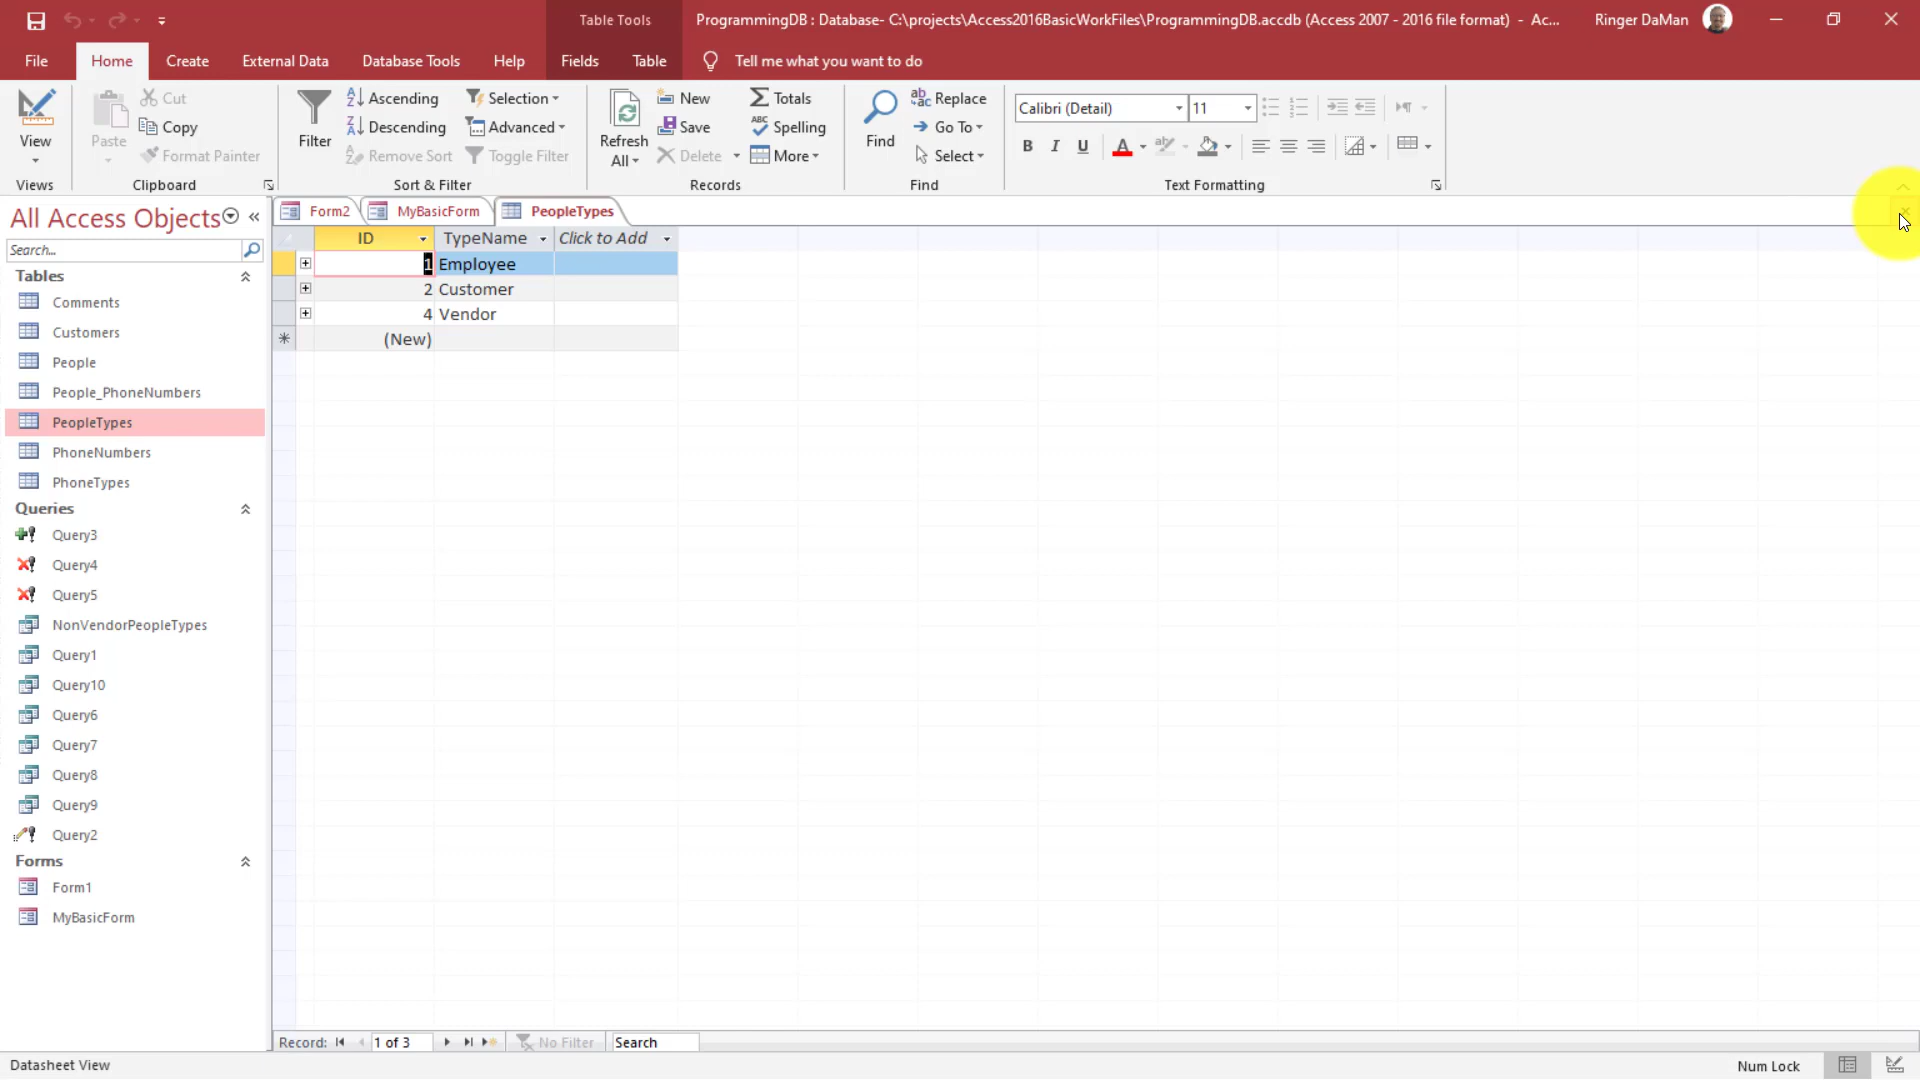 Table Tools
ProgrammingDB : Database- C:\projects\Access2016BasicWorkFiles\ProgrammingDB.accdb (Access 2007 - 2016 file format) - Ac...
Ringer DaMan
File
Home
Create
External Data
Database Tools
Help
Fields
Table
Tell me what you want to do
View
Views
Paste
Cut
Copy
Format Painter
Clipboard
Filter
Ascending
Descending
Remove Sort
Selection
Advanced
Toggle Filter
Sort & Filter
Refresh
All
New
Save
Delete
Totals
Spelling
More
Records
Find
Replace
Go To
Select
Find
Calibri (Detail)
11
B I U
Text Formatting
All Access Objects
Search...
Tables
Comments
Customers
People
People_PhoneNumbers
PeopleTypes
PhoneNumbers
PhoneTypes
Queries
Query3
Query4
Query5
NonVendorPeopleTypes
Query1
Query10
Query6
Query7
Query8
Query9
Query2
Forms
Form1
MyBasicForm
Form2
MyBasicForm
PeopleTypes
ID TypeName Click to Add
1 Employee
2 Customer
4 Vendor
(New)
Record: 1 of 3 No Filter Search
Datasheet View
Num Lock